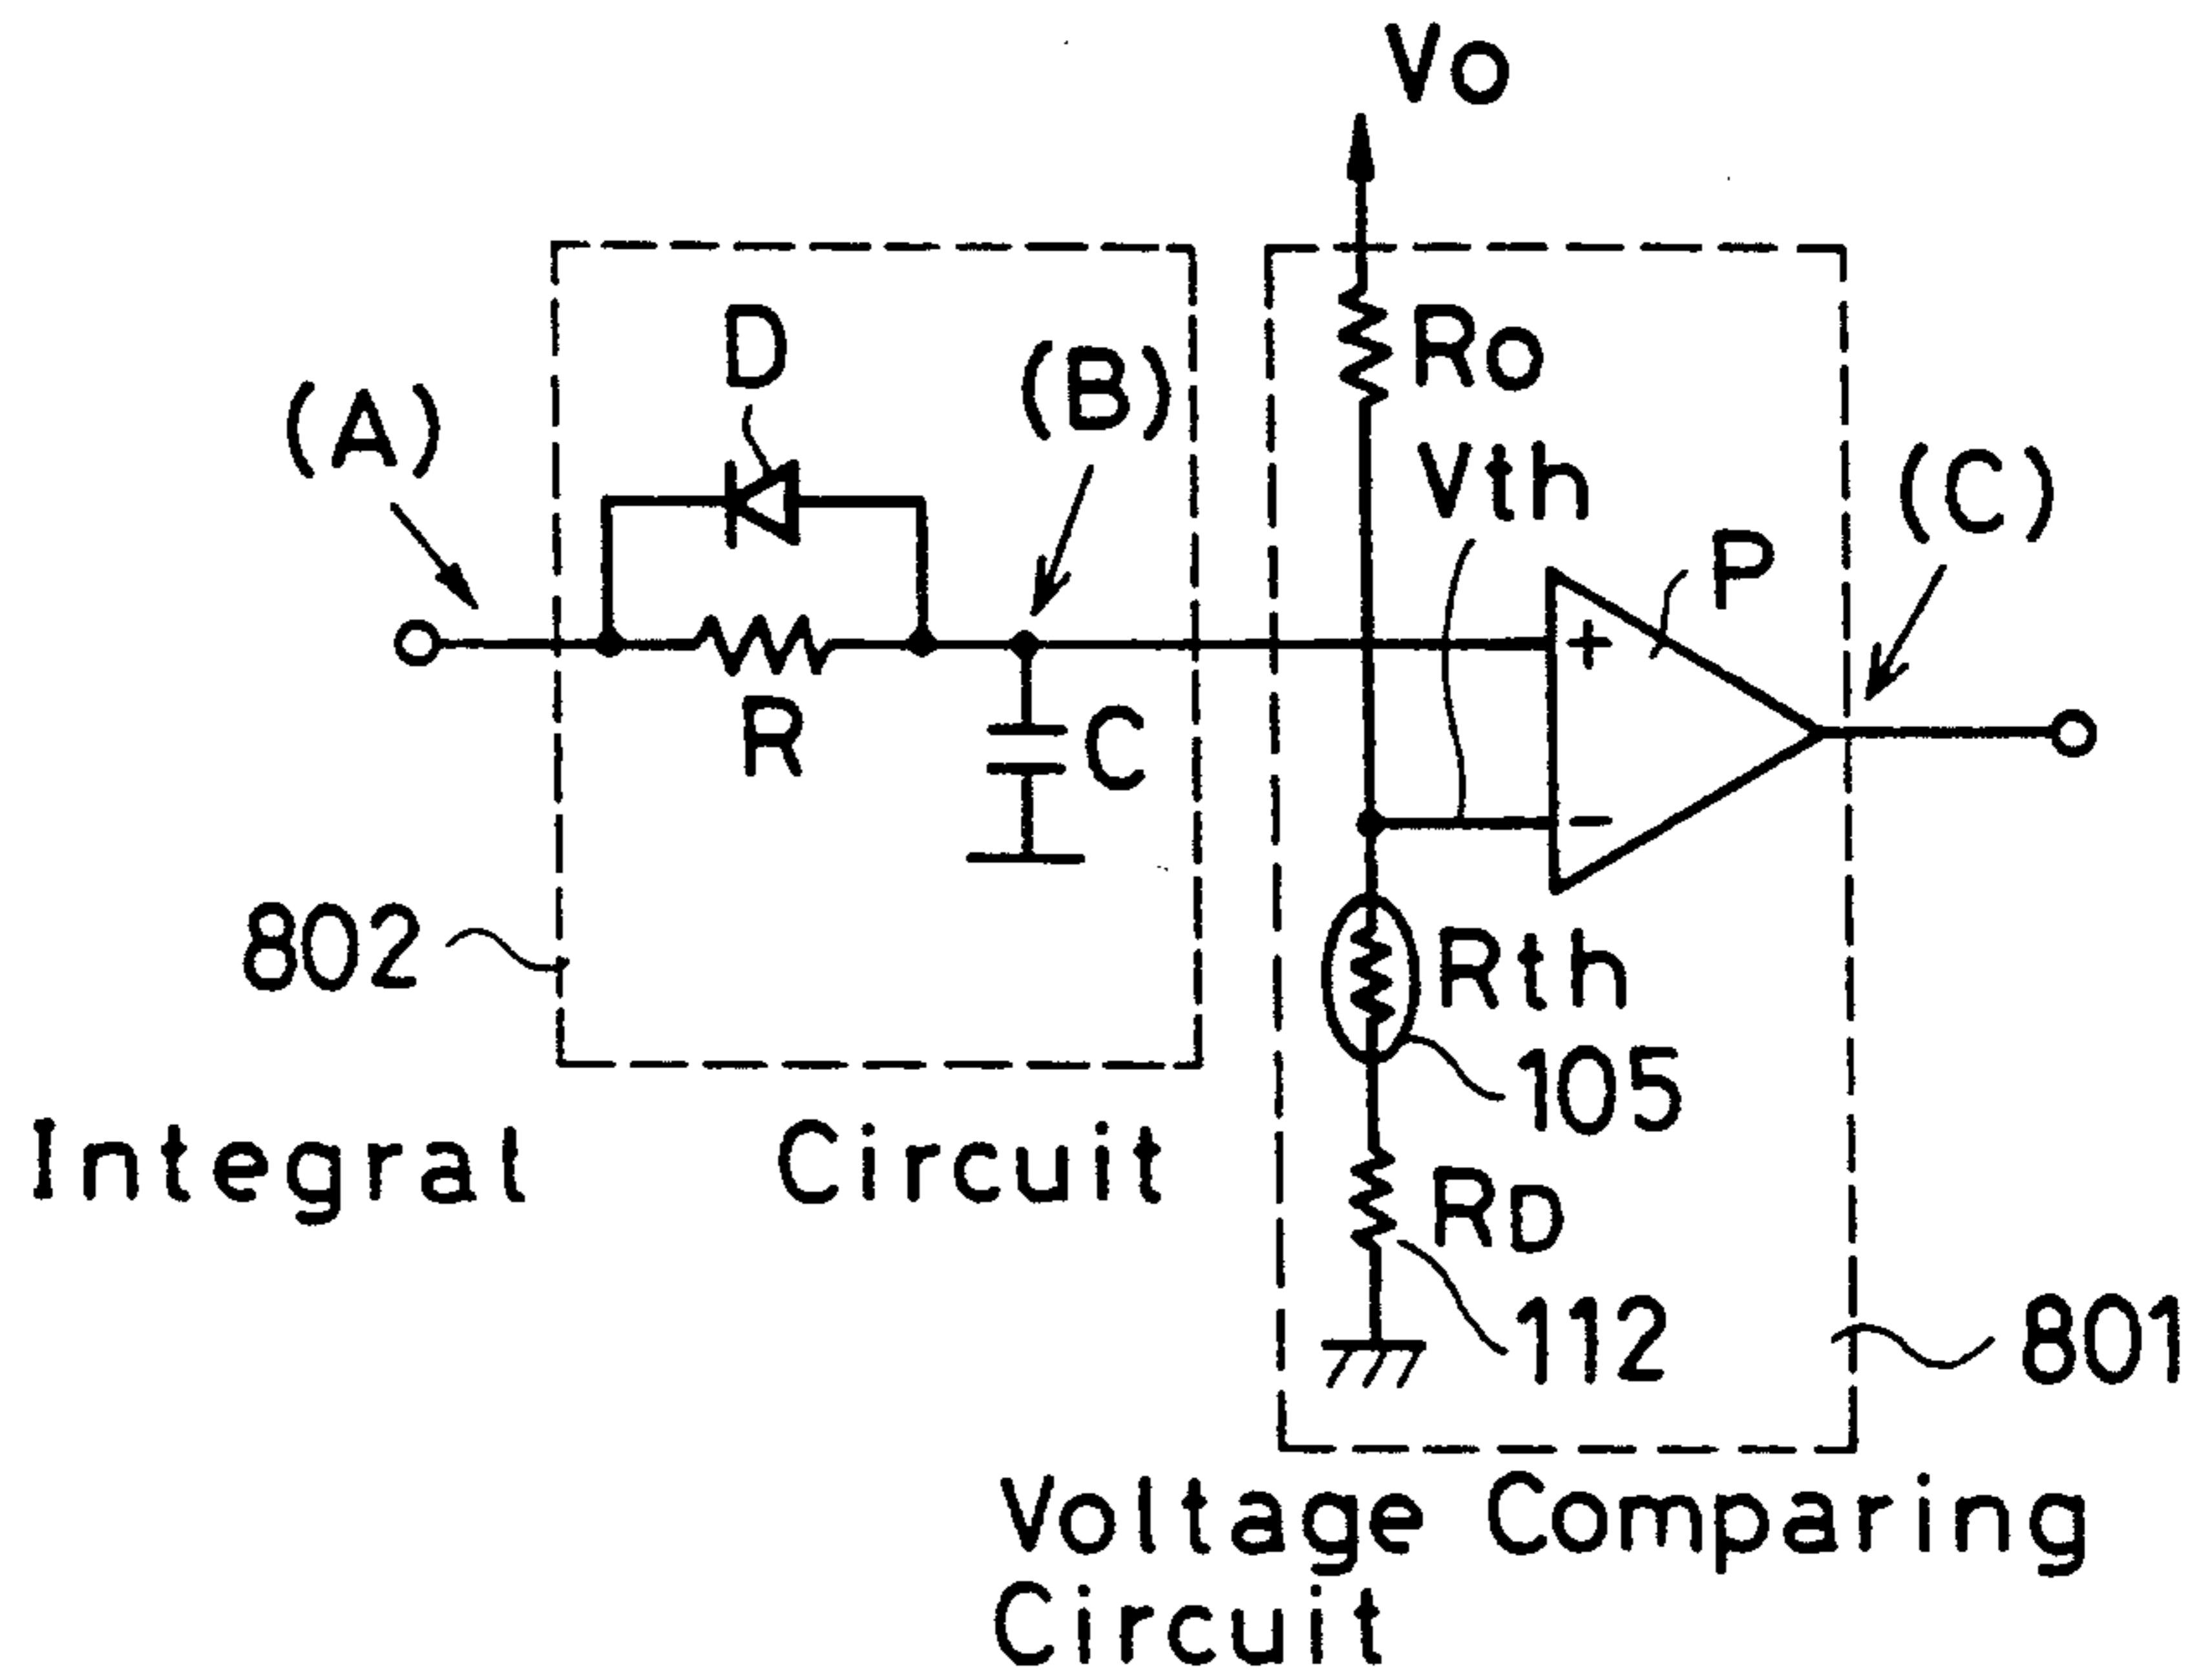 Vo
D
(B)
Ro
(A)
Vth
(C)
P
+
R
C
−
802
Rth
105
Integral Circuit
RD
112
801
Voltage Comparing
Circuit